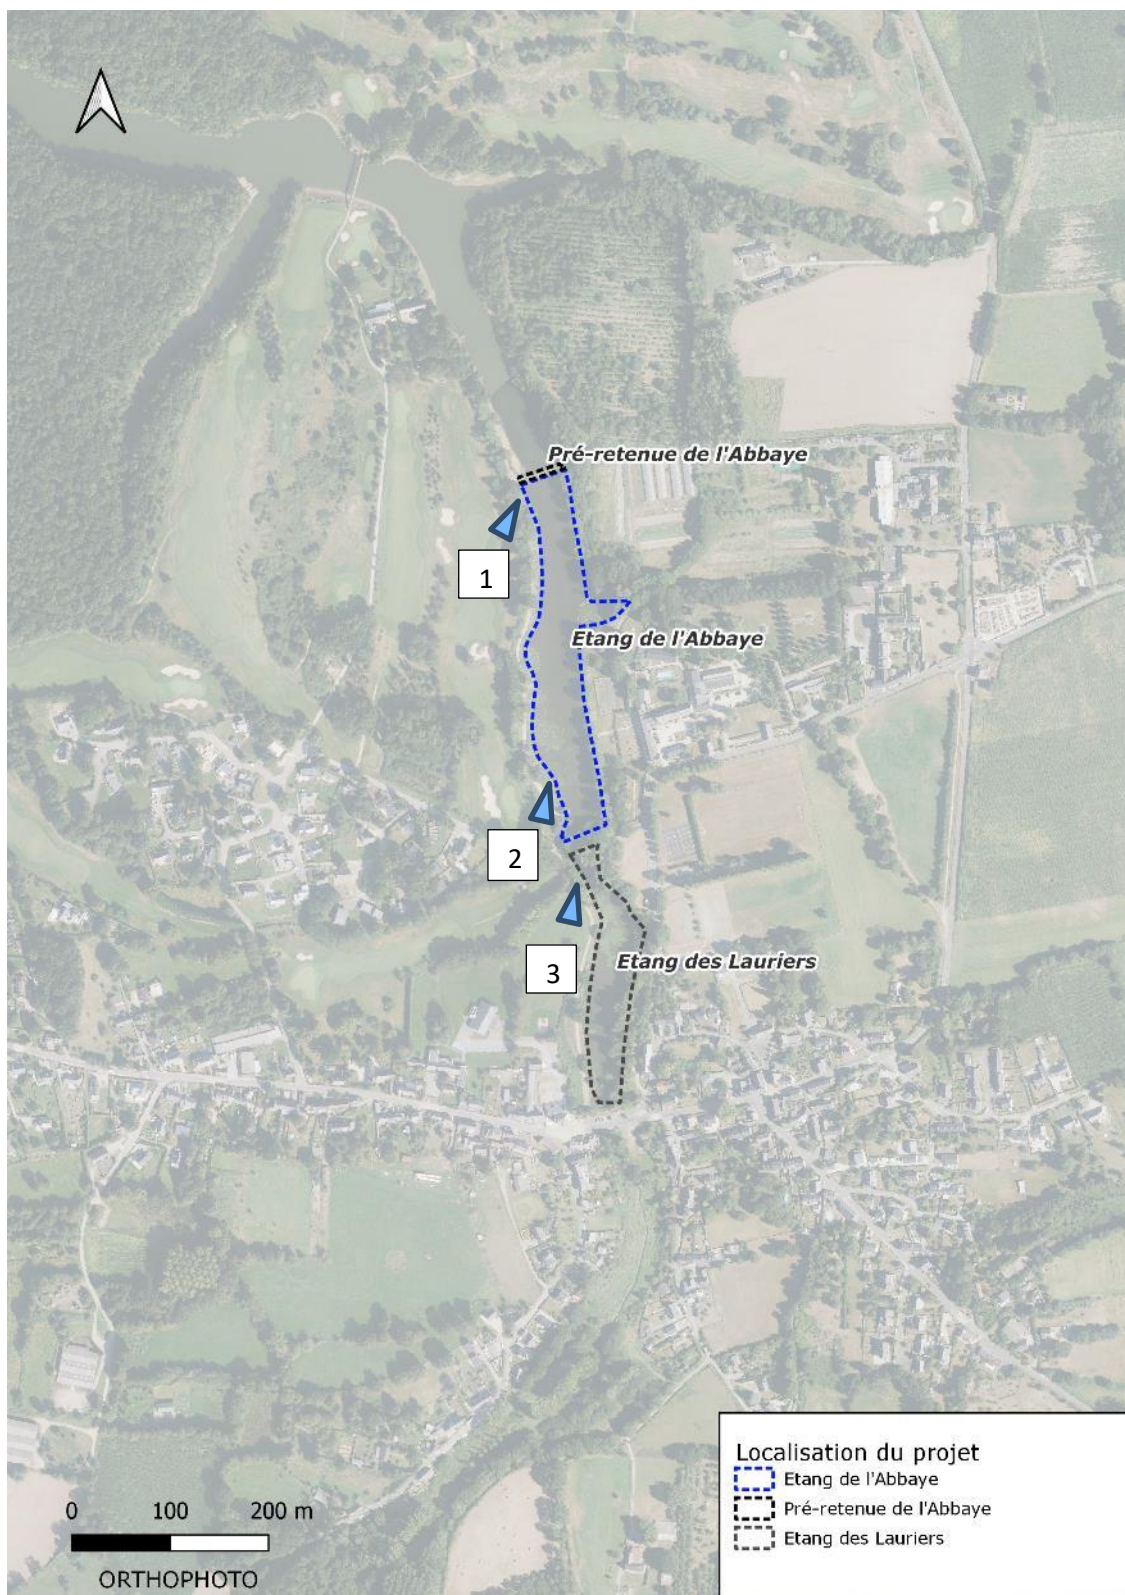 Pré-retenue de l'Abbaye
1
Etang de l'Abbaye
2
3
Etang des Lauriers
Localisation du projet
Etang de l'Abbaye
Pré-retenue de l'Abbaye
Etang des Lauriers
0 100 200 m
ORTHOPHOTO